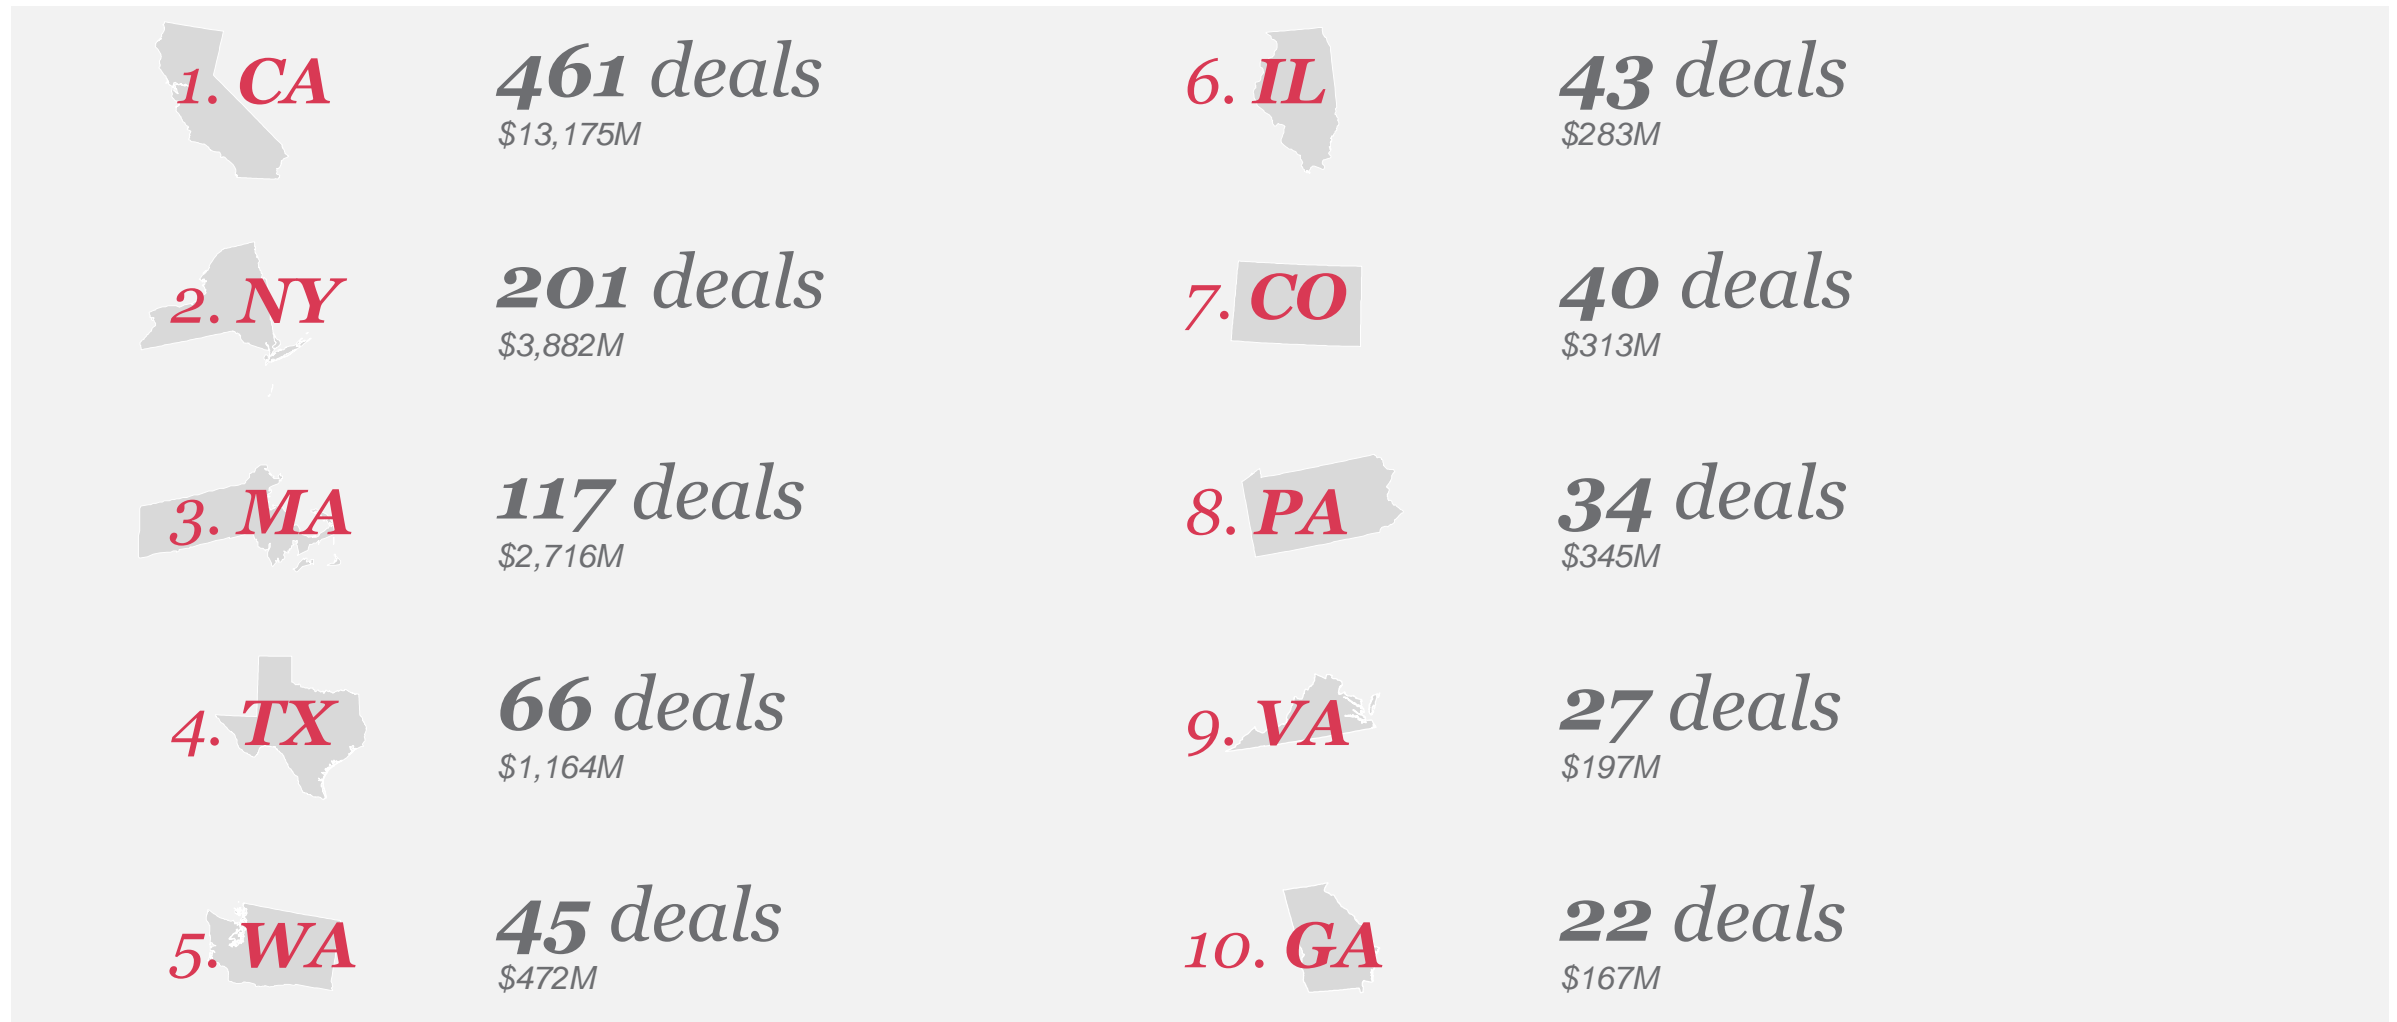 1. CA
461 deals
$13,175M
2. NY
201 deals
$3,882M
3. MA
117 deals
$2,716M
4. TX
66 deals
$1,164M
5. WA
45 deals
$472M
6. IL
43 deals
$283M
7. CO
40 deals
$313M
8. PA
34 deals
$345M
9. VA
27 deals
$197M
10. GA
22 deals
$167M